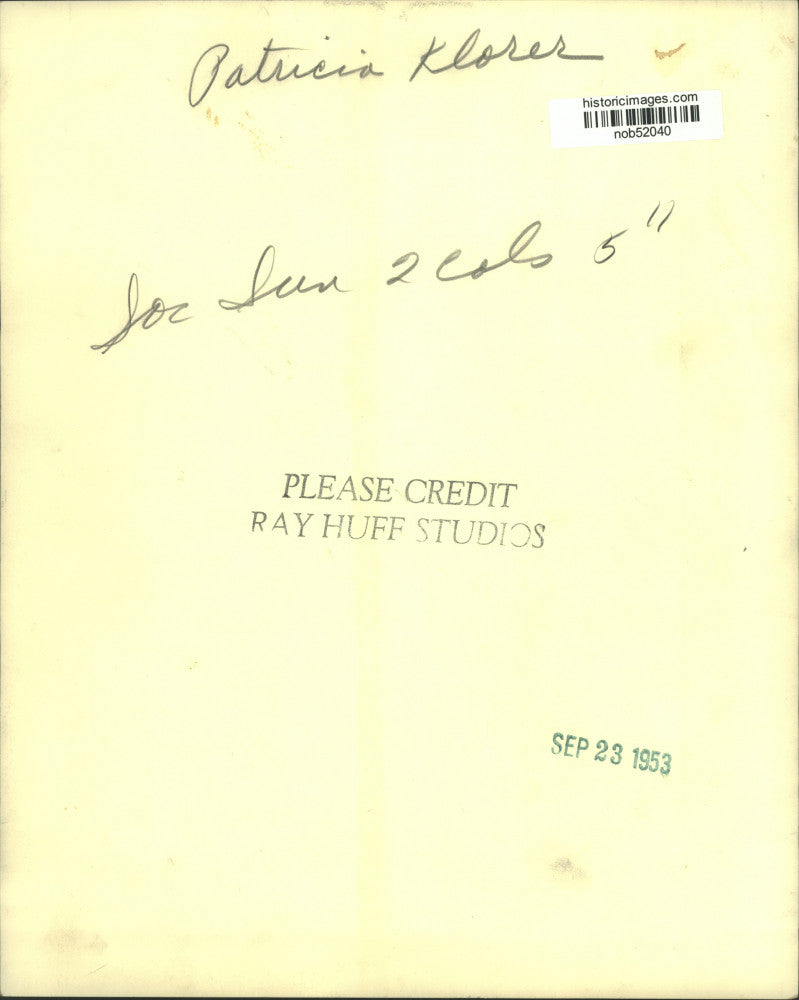 Patricia Klorer
historicimages.com
nob52040
Soc Sun 2 cols 5"
PLEASE CREDIT
RAY HUFF STUDIOS
SEP 23 1953